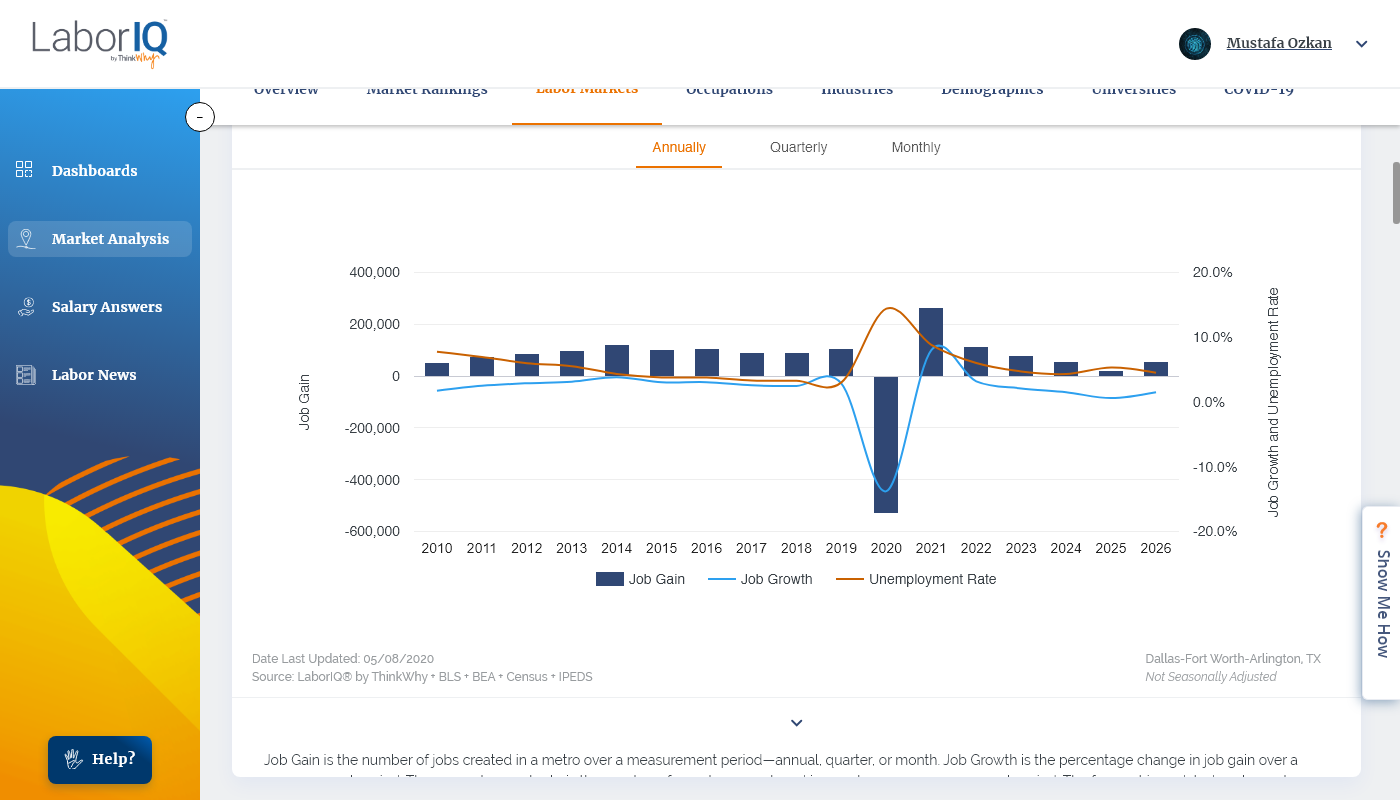 LaborIQ
by ThinkWhy
Mustafa Ozkan
Overview Market Rankings Labor Markets Occupations Industries Demographics Universities COVID-19
-
Annually Quarterly Monthly
Dashboards
Market Analysis
Salary Answers
Labor News
Help?
400,000
200,000
0
-200,000
-400,000
-600,000
Job Gain
20.0%
10.0%
0.0%
-10.0%
-20.0%
Job Growth and Unemployment Rate
2010 2011 2012 2013 2014 2015 2016 2017 2018 2019 2020 2021 2022 2023 2024 2025 2026
Job Gain Job Growth Unemployment Rate
? Show Me How
Date Last Updated: 05/08/2020
Source: LaborIQ® by ThinkWhy + BLS + BEA + Census + IPEDS
Dallas-Fort Worth-Arlington, TX
Not Seasonally Adjusted
Job Gain is the number of jobs created in a metro over a measurement period—annual, quarter, or month. Job Growth is the percentage change in job gain over a